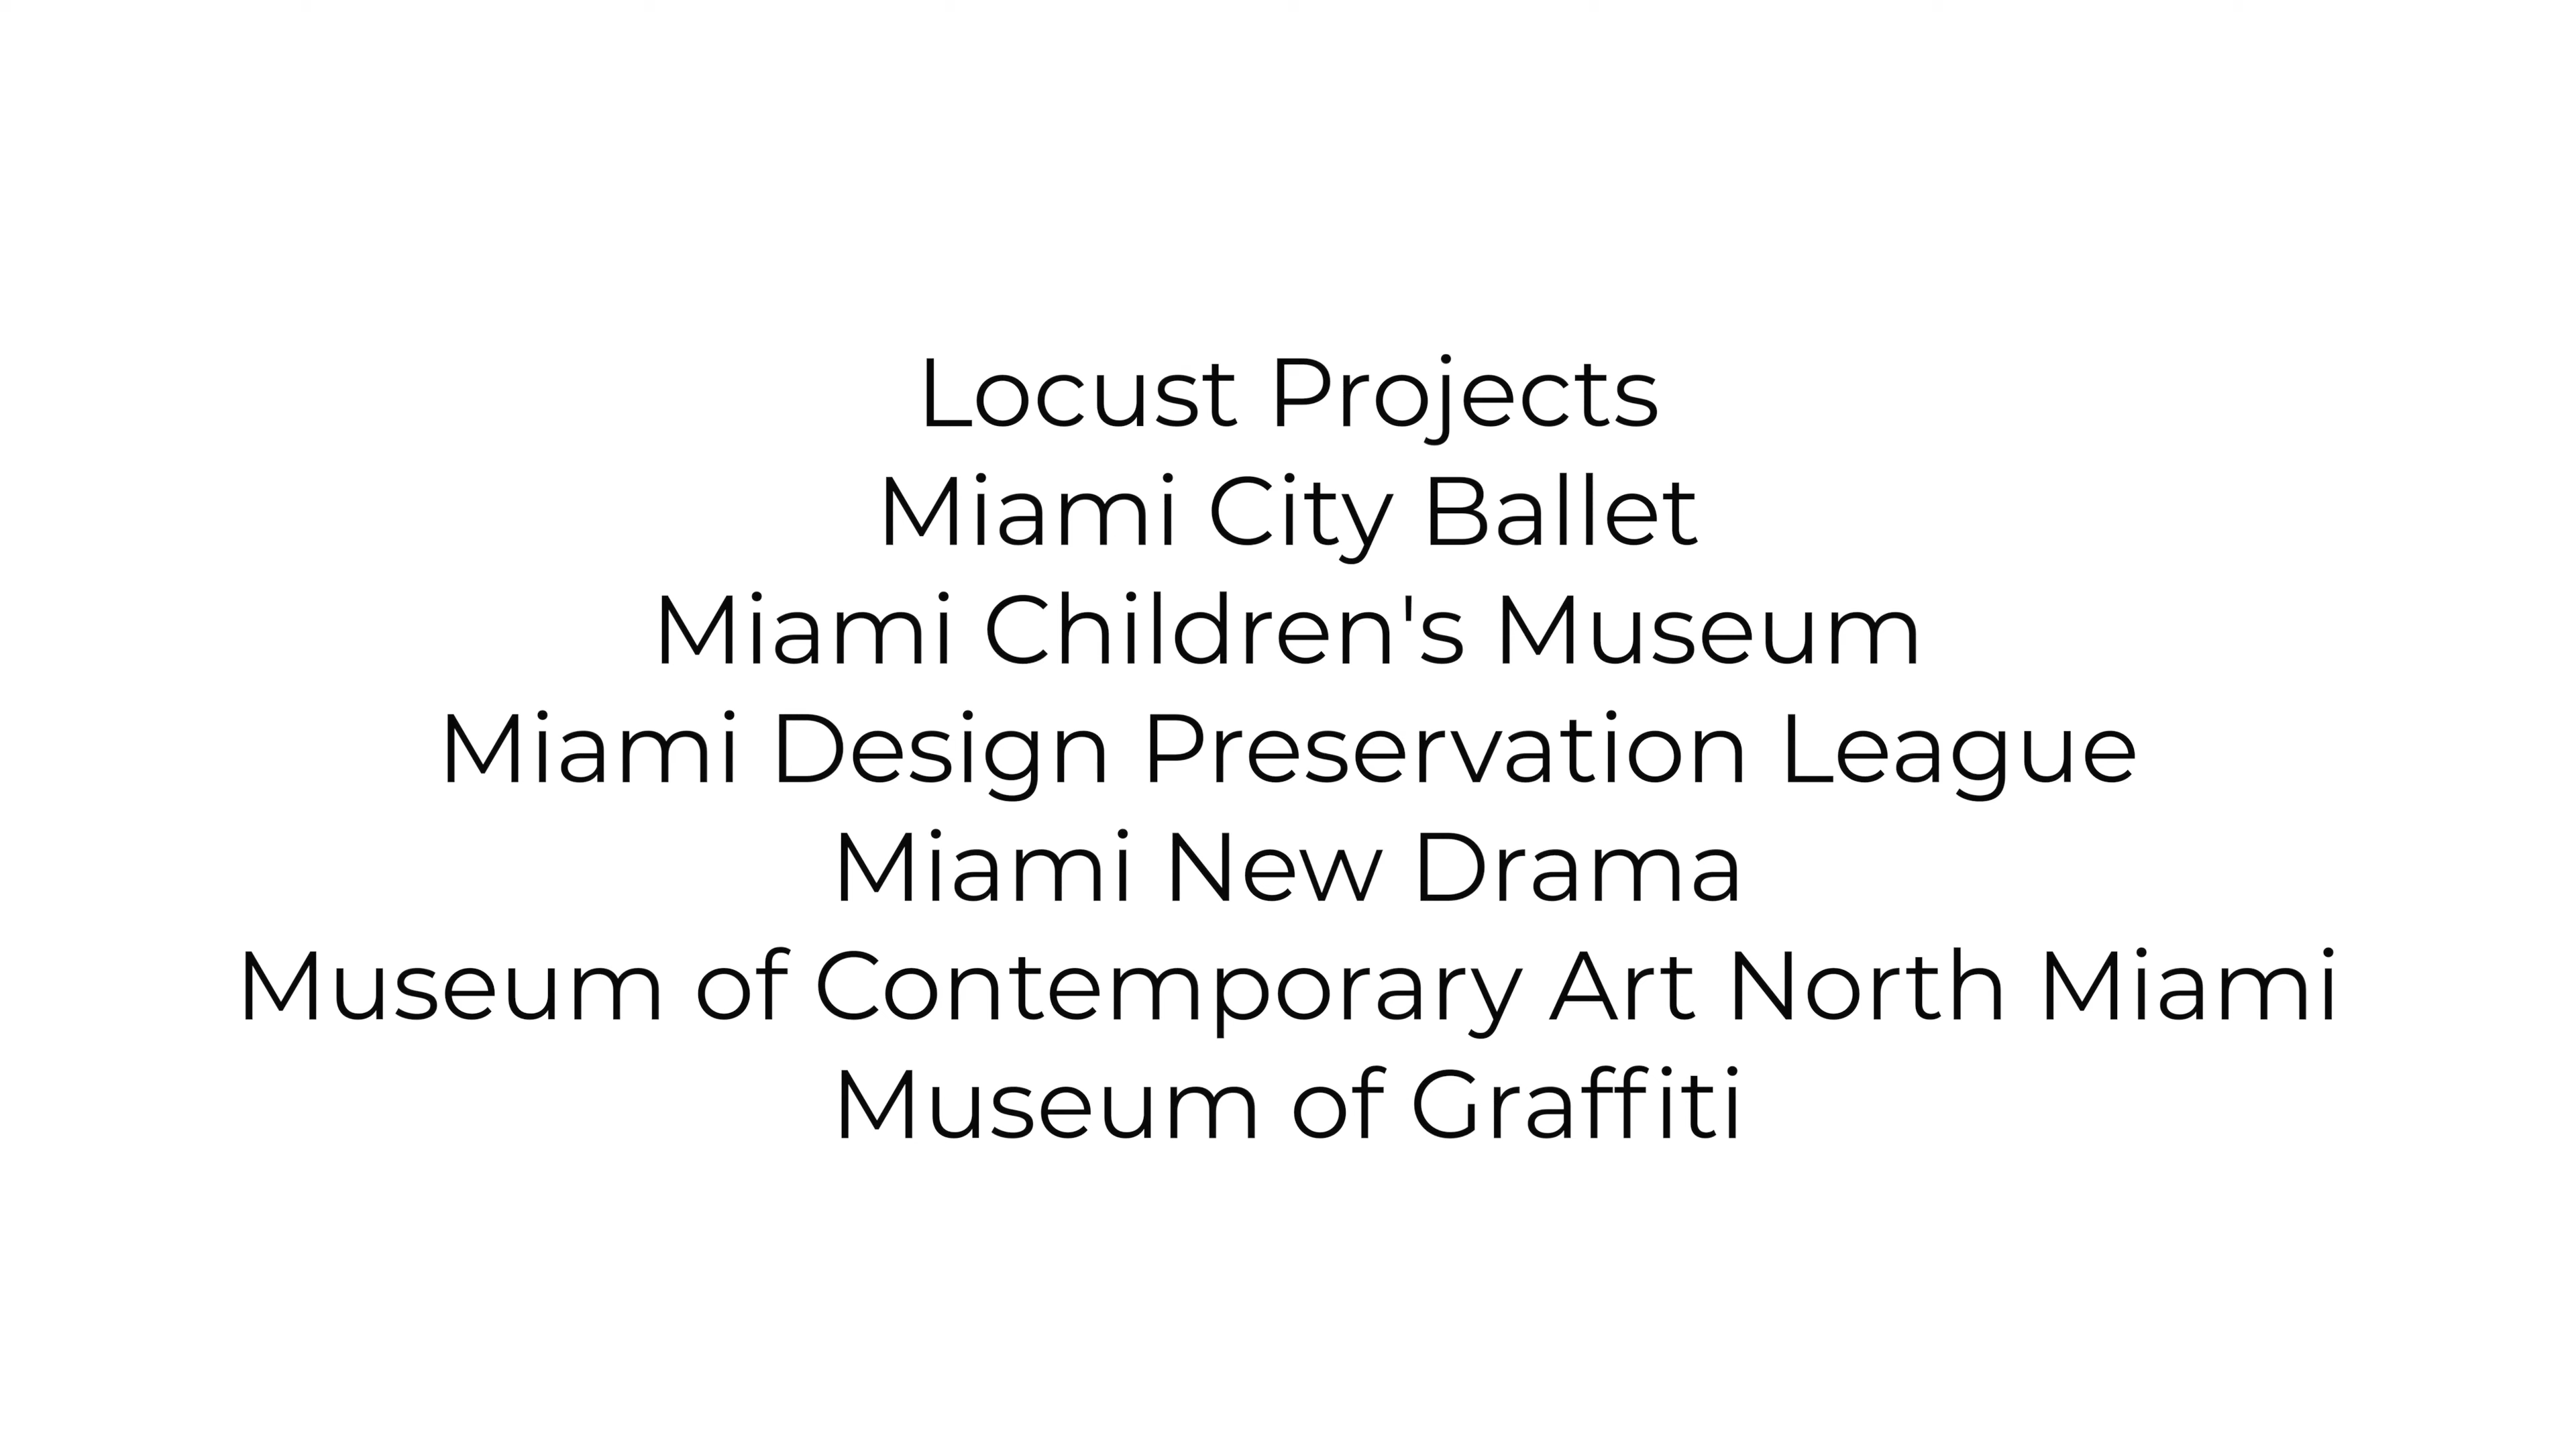 Locust Projects
Miami City Ballet
Miami Children's Museum
Miami Design Preservation League
Miami New Drama
Museum of Contemporary Art North Miami
Museum of Graffiti